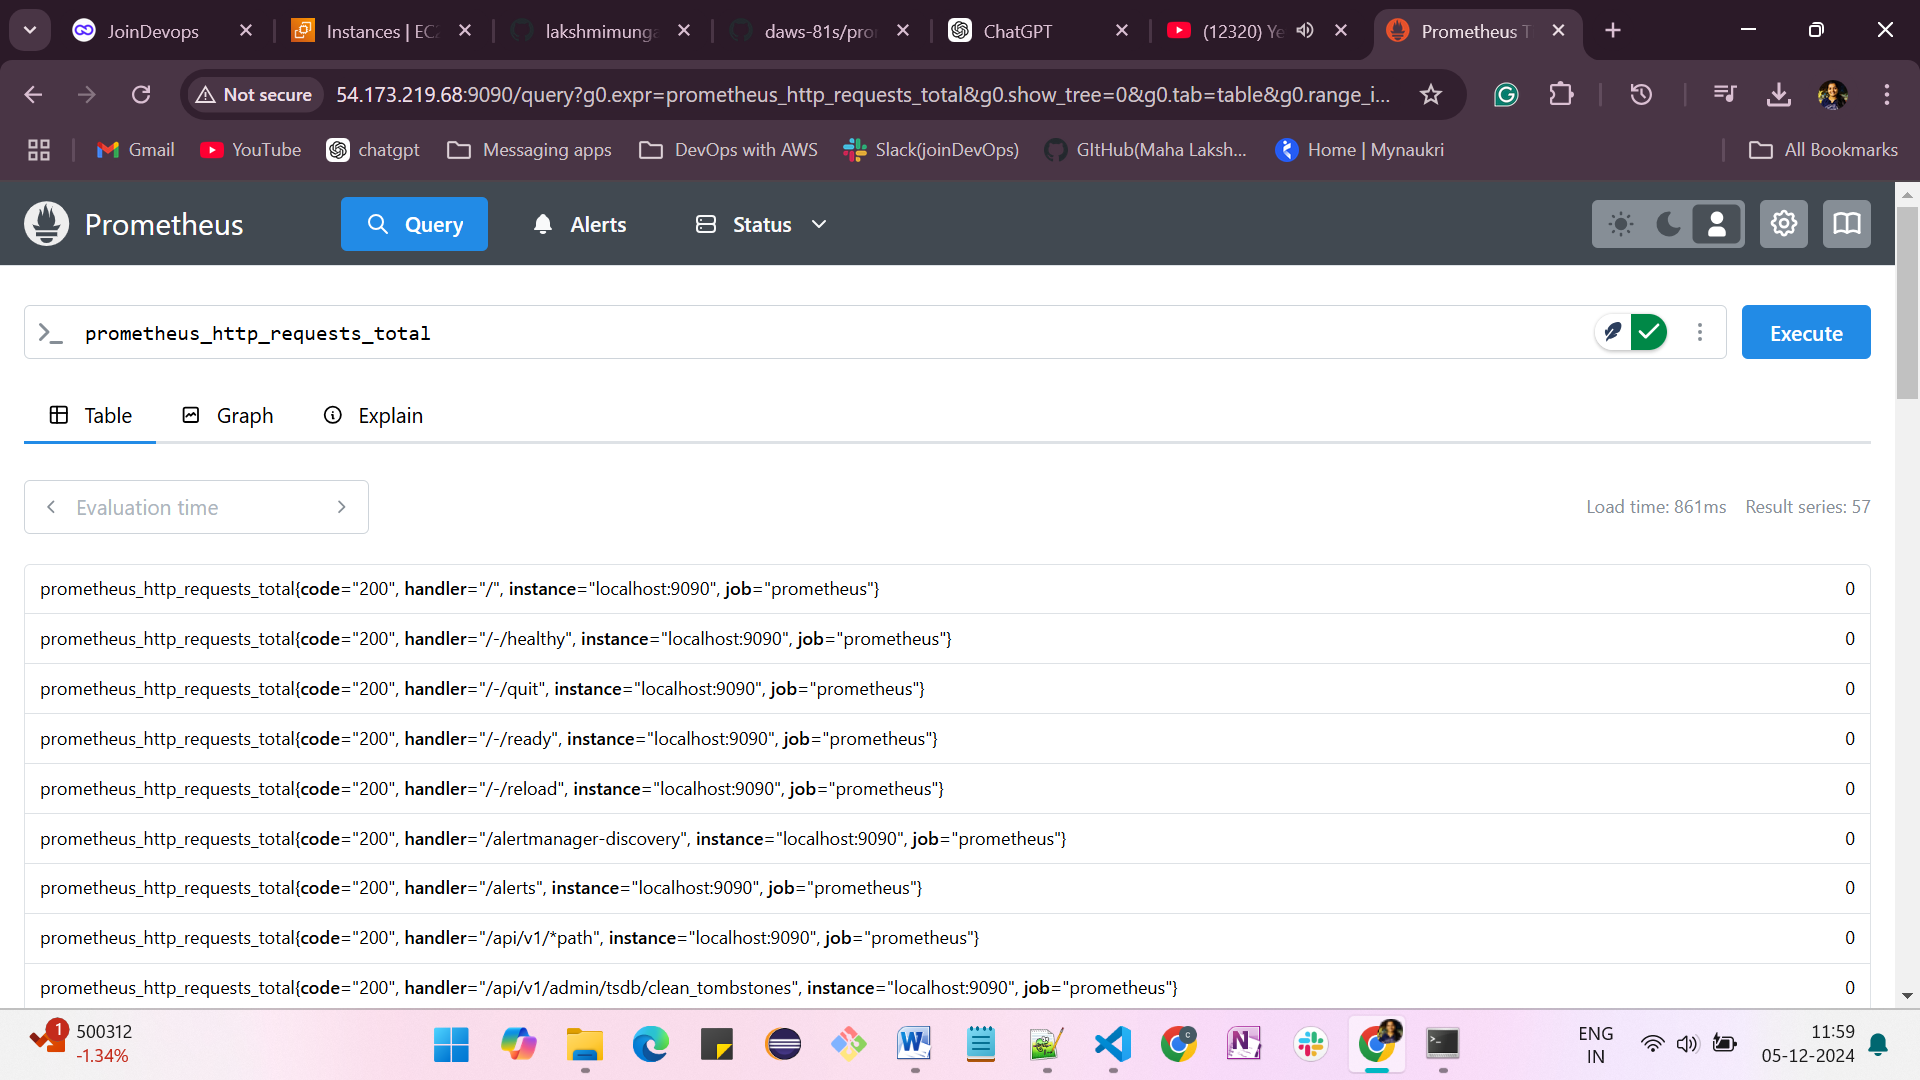 JoinDevops
Instances | EC2
lakshmimunga
daws-81s/pro
ChatGPT
(12320) Ye
Prometheus T
Not secure
54.173.219.68:9090/query?g0.expr=prometheus_http_requests_total&g0.show_tree=0&g0.tab=table&g0.range_i...
Gmail
YouTube
chatgpt
Messaging apps
DevOps with AWS
Slack(joinDevOps)
GItHub(Maha Laksh...
Home | Mynaukri
All Bookmarks
Prometheus
Query
Alerts
Status
prometheus_http_requests_total
Execute
Table
Graph
Explain
Evaluation time
Load time: 861ms Result series: 57
prometheus_http_requests_total{code="200", handler="/", instance="localhost:9090", job="prometheus"} 0
prometheus_http_requests_total{code="200", handler="/-/healthy", instance="localhost:9090", job="prometheus"} 0
prometheus_http_requests_total{code="200", handler="/-/quit", instance="localhost:9090", job="prometheus"} 0
prometheus_http_requests_total{code="200", handler="/-/ready", instance="localhost:9090", job="prometheus"} 0
prometheus_http_requests_total{code="200", handler="/-/reload", instance="localhost:9090", job="prometheus"} 0
prometheus_http_requests_total{code="200", handler="/alertmanager-discovery", instance="localhost:9090", job="prometheus"} 0
prometheus_http_requests_total{code="200", handler="/alerts", instance="localhost:9090", job="prometheus"} 0
prometheus_http_requests_total{code="200", handler="/api/v1/*path", instance="localhost:9090", job="prometheus"} 0
prometheus_http_requests_total{code="200", handler="/api/v1/admin/tsdb/clean_tombstones", instance="localhost:9090", job="prometheus"} 0
1
500312
-1.34%
ENG
IN
11:59
05-12-2024